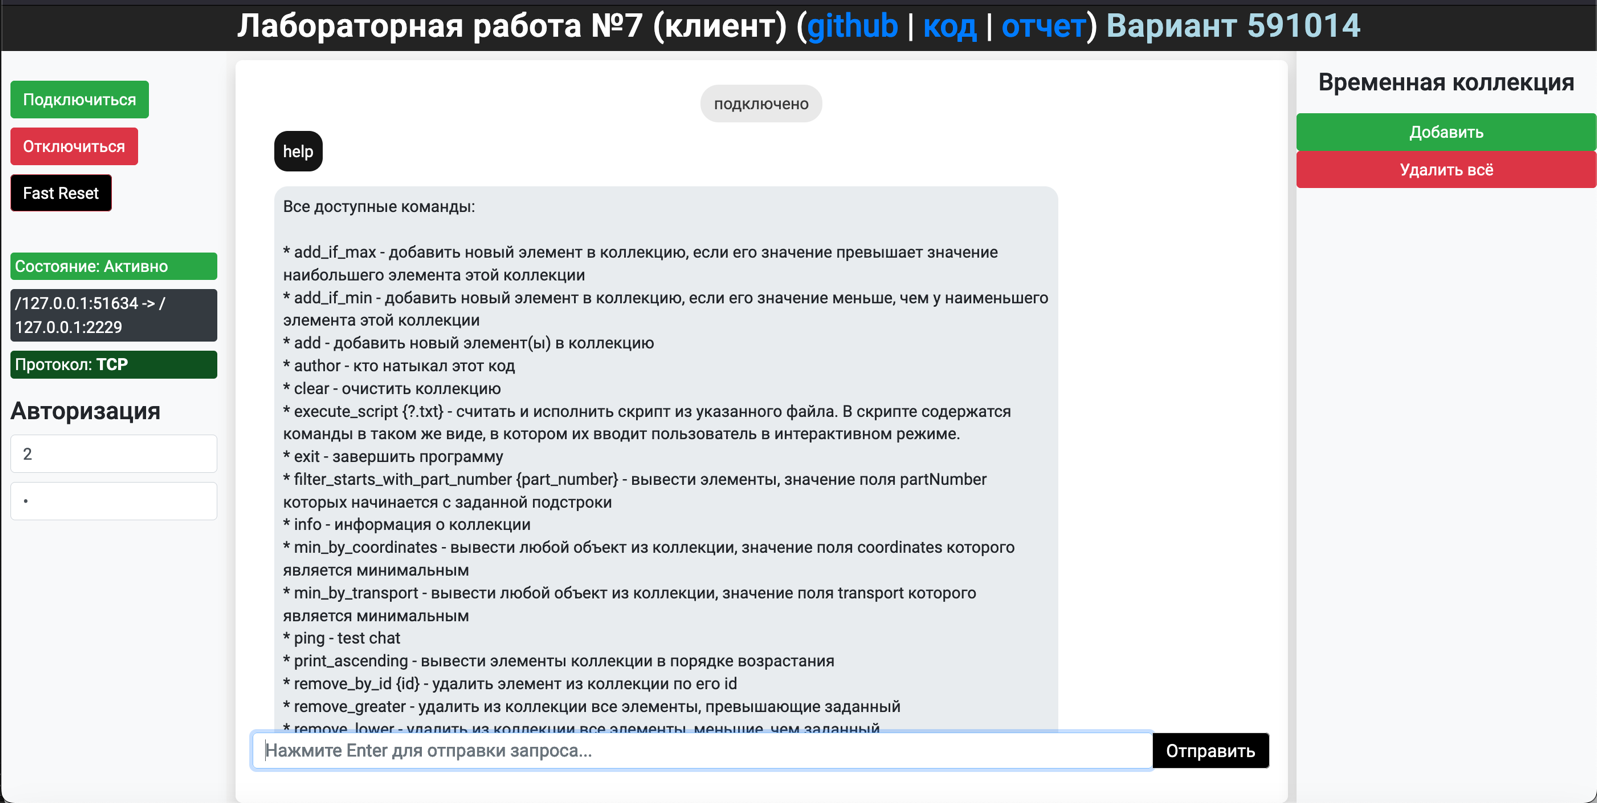 Лабораторная работа №7 (клиент) (github | код | отчет) Вариант 591014
Подключиться
Отключиться
Fast Reset
Состояние: Активно
/127.0.0.1:51634 -> /
127.0.0.1:2229
Протокол: TCP
Авторизация
2
•
подключено
help
Все доступные команды:
* add_if_max - добавить новый элемент в коллекцию, если его значение превышает значение
наибольшего элемента этой коллекции
* add_if_min - добавить новый элемент в коллекцию, если его значение меньше, чем у наименьшего
элемента этой коллекции
* add - добавить новый элемент(ы) в коллекцию
* author - кто натыкал этот код
* clear - очистить коллекцию
* execute_script {?.txt} - считать и исполнить скрипт из указанного файла. В скрипте содержатся
команды в таком же виде, в котором их вводит пользователь в интерактивном режиме.
* exit - завершить программу
* filter_starts_with_part_number {part_number} - вывести элементы, значение поля partNumber
которых начинается с заданной подстроки
* info - информация о коллекции
* min_by_coordinates - вывести любой объект из коллекции, значение поля coordinates которого
является минимальным
* min_by_transport - вывести любой объект из коллекции, значение поля transport которого
является минимальным
* ping - test chat
* print_ascending - вывести элементы коллекции в порядке возрастания
* remove_by_id {id} - удалить элемент из коллекции по его id
* remove_greater - удалить из коллекции все элементы, превышающие заданный
* remove_lower - удалить из коллекции все элементы, меньшие, чем заданный
Нажмите Enter для отправки запроса...
Отправить
Временная коллекция
Добавить
Удалить всё